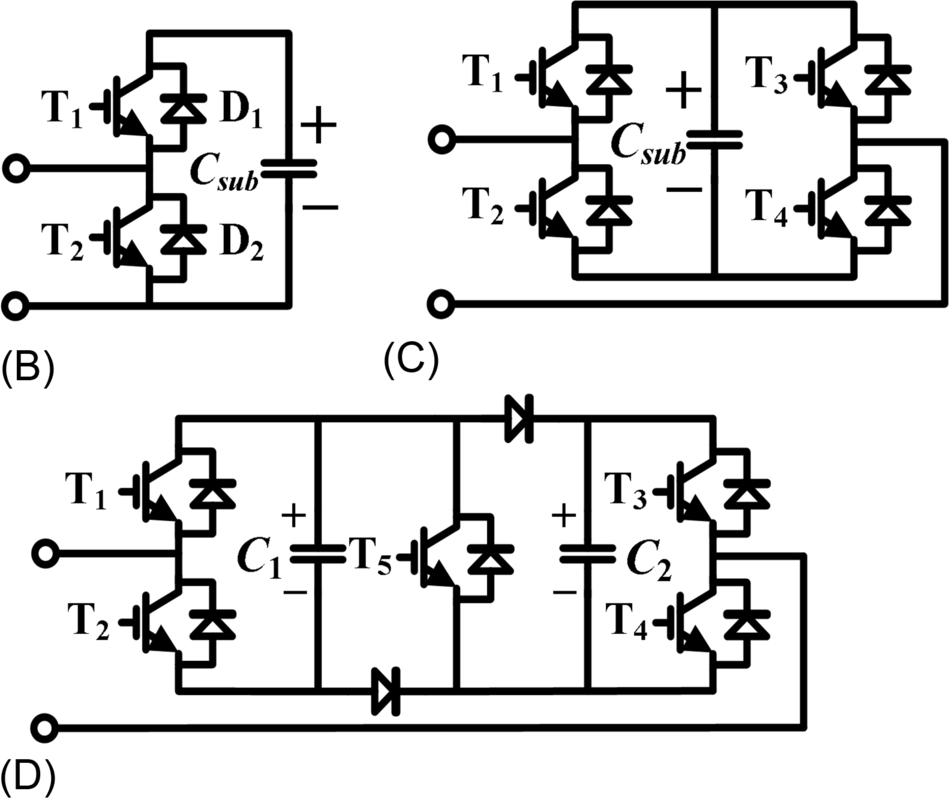 T1 D1 + Csub − T2 D2
(B)
T1 + Csub − T2 T3 T4
(C)
T1 T2 + C1 − T5 + C2 − T3 T4
(D)